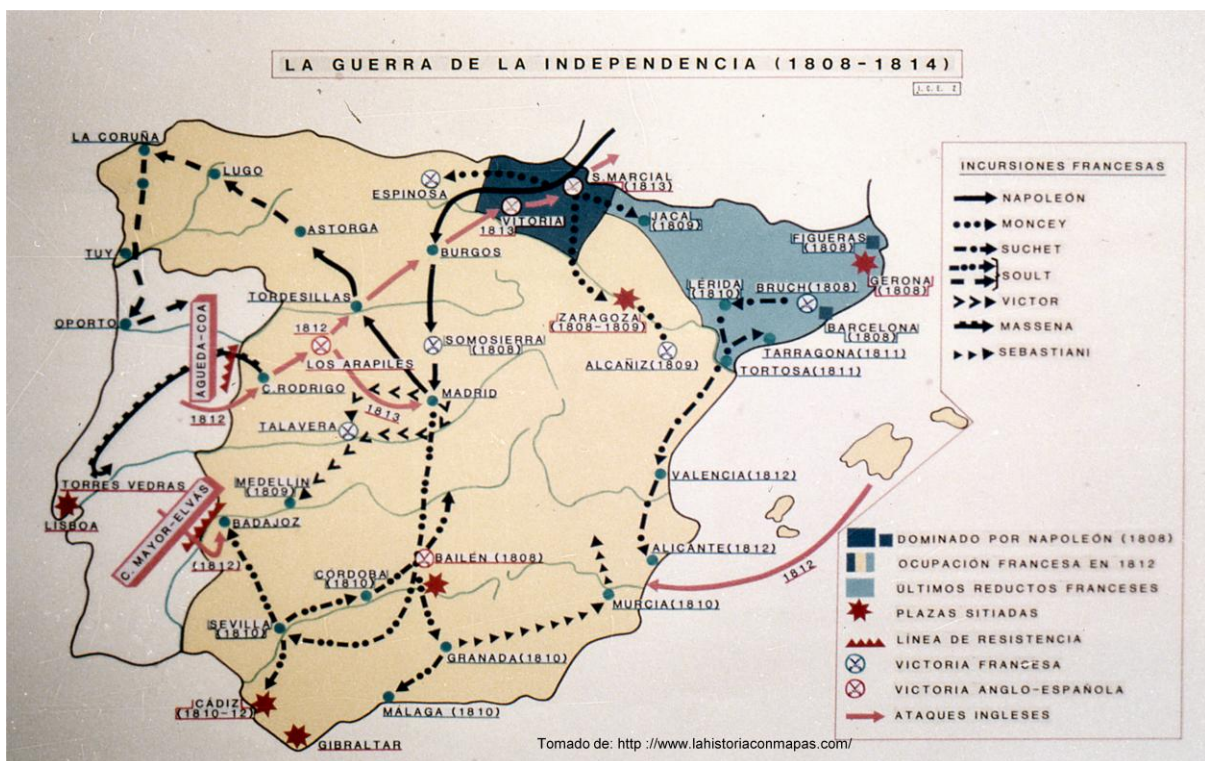 LA GUERRA DE LA INDEPENDENCIA (1808-1814)
I.C.E. Z
LA CORUÑA
LUGO
ESPINOSA
S.MARCIAL
(1813)
VITORIA
1813
JACA
(1809)
ASTORGA
TUY
BURGOS
FIGUERAS
(1808)
GERONA
(1808)
LÉRIDA
(1810)
BRUCH(1808)
TORDESILLAS
OPORTO
AGUEDA-COA
1812
ZARAGOZA
(1808-1809)
BARCELONA
(1808)
SOMOSIERRA
(1808)
TARRAGONA(1811)
LOS ARAPILES
ALCAÑIZ(1809)
TORTOSA(1811)
C.RODRIGO
MADRID
1812
1813
TALAVERA
VALENCIA(1812)
MEDELLÍN
(1809)
TORRES VEDRAS
LISBOA
BADAJOZ
C. MAYOR-ELVAS
(1812)
BAILÉN (1808)
ALICANTE(1812)
1812
CÓRDOBA
(1810)
MURCIA(1810)
SEVILLA
(1810)
GRANADA(1810)
CÁDIZ
(1810-12)
MÁLAGA (1810)
GIBRALTAR
INCURSIONES FRANCESAS
NAPOLEÓN
MONCEY
SUCHET
SOULT
VICTOR
MASSENA
SEBASTIANI
DOMINADO POR NAPOLEÓN (1808)
OCUPACIÓN FRANCESA EN 1812
ÚLTIMOS REDUCTOS FRANCESES
PLAZAS SITIADAS
LÍNEA DE RESISTENCIA
VICTORIA FRANCESA
VICTORIA ANGLO-ESPAÑOLA
ATAQUES INGLESES
Tomado de: http ://www.lahistoriaconmapas.com/